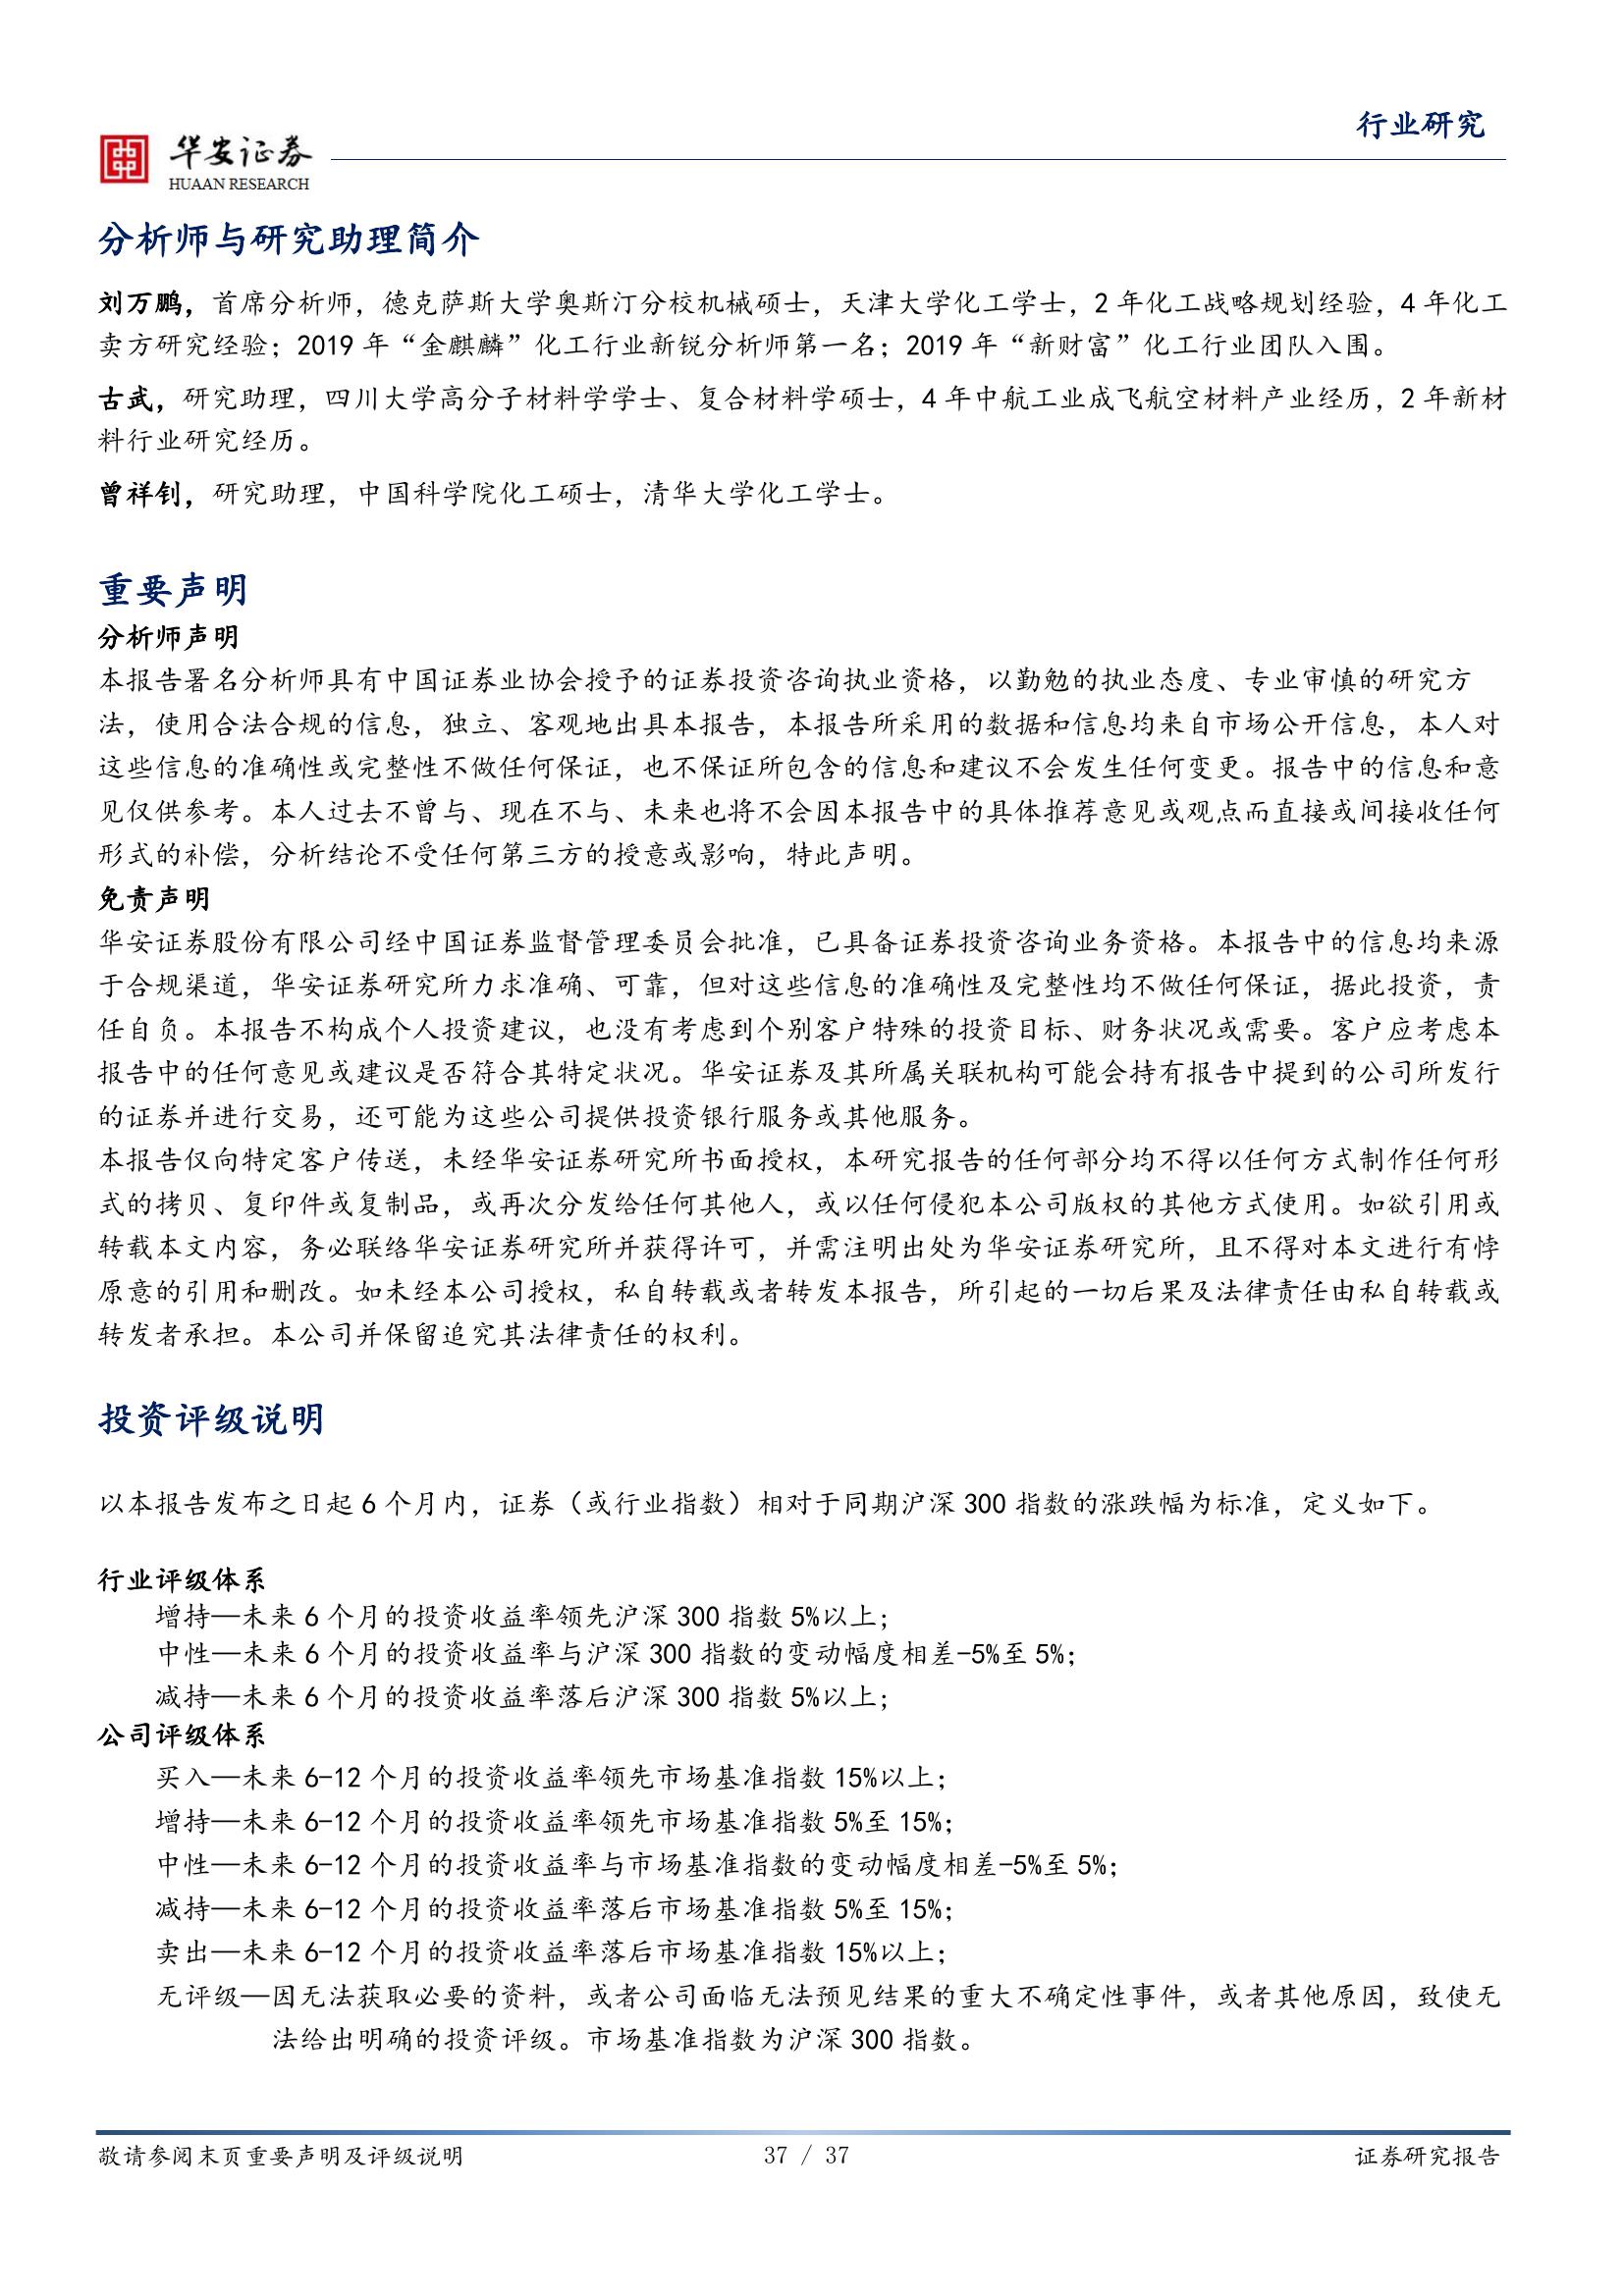 行业研究
华安证券
HUAAN RESEARCH
分析师与研究助理简介
刘万鹏，首席分析师，德克萨斯大学奥斯汀分校机械硕士，天津大学化工学士，2 年化工战略规划经验，4 年化工
卖方研究经验；2019 年“金麒麟”化工行业新锐分析师第一名；2019 年“新财富”化工行业团队入围。
古武，研究助理，四川大学高分子材料学学士、复合材料学硕士，4 年中航工业成飞航空材料产业经历，2 年新材
料行业研究经历。
曾祥钊，研究助理，中国科学院化工硕士，清华大学化工学士。
重要声明
分析师声明
本报告署名分析师具有中国证券业协会授予的证券投资咨询执业资格，以勤勉的执业态度、专业审慎的研究方
法，使用合法合规的信息，独立、客观地出具本报告，本报告所采用的数据和信息均来自市场公开信息，本人对
这些信息的准确性或完整性不做任何保证，也不保证所包含的信息和建议不会发生任何变更。报告中的信息和意
见仅供参考。本人过去不曾与、现在不与、未来也将不会因本报告中的具体推荐意见或观点而直接或间接收任何
形式的补偿，分析结论不受任何第三方的授意或影响，特此声明。
免责声明
华安证券股份有限公司经中国证券监督管理委员会批准，已具备证券投资咨询业务资格。本报告中的信息均来源
于合规渠道，华安证券研究所力求准确、可靠，但对这些信息的准确性及完整性均不做任何保证，据此投资，责
任自负。本报告不构成个人投资建议，也没有考虑到个别客户特殊的投资目标、财务状况或需要。客户应考虑本
报告中的任何意见或建议是否符合其特定状况。华安证券及其所属关联机构可能会持有报告中提到的公司所发行
的证券并进行交易，还可能为这些公司提供投资银行服务或其他服务。
本报告仅向特定客户传送，未经华安证券研究所书面授权，本研究报告的任何部分均不得以任何方式制作任何形
式的拷贝、复印件或复制品，或再次分发给任何其他人，或以任何侵犯本公司版权的其他方式使用。如欲引用或
转载本文内容，务必联络华安证券研究所并获得许可，并需注明出处为华安证券研究所，且不得对本文进行有悖
原意的引用和删改。如未经本公司授权，私自转载或者转发本报告，所引起的一切后果及法律责任由私自转载或
转发者承担。本公司并保留追究其法律责任的权利。
投资评级说明
以本报告发布之日起 6 个月内，证券（或行业指数）相对于同期沪深 300 指数的涨跌幅为标准，定义如下。
行业评级体系
增持—未来 6 个月的投资收益率领先沪深 300 指数 5%以上；
中性—未来 6 个月的投资收益率与沪深 300 指数的变动幅度相差-5%至 5%；
减持—未来 6 个月的投资收益率落后沪深 300 指数 5%以上；
公司评级体系
买入—未来 6-12 个月的投资收益率领先市场基准指数 15%以上；
增持—未来 6-12 个月的投资收益率领先市场基准指数 5%至 15%；
中性—未来 6-12 个月的投资收益率与市场基准指数的变动幅度相差-5%至 5%；
减持—未来 6-12 个月的投资收益率落后市场基准指数 5%至 15%；
卖出—未来 6-12 个月的投资收益率落后市场基准指数 15%以上；
无评级—因无法获取必要的资料，或者公司面临无法预见结果的重大不确定性事件，或者其他原因，致使无
法给出明确的投资评级。市场基准指数为沪深 300 指数。
敬请参阅末页重要声明及评级说明
37 / 37
证券研究报告